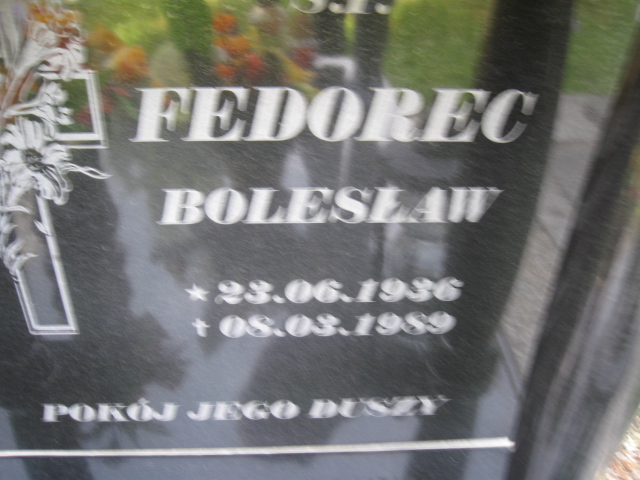 Ś.P.
FEDOREC
BOLESŁAW
★ 23.06.1936
† 08.03.1989
POKÓJ JEGO DUSZY